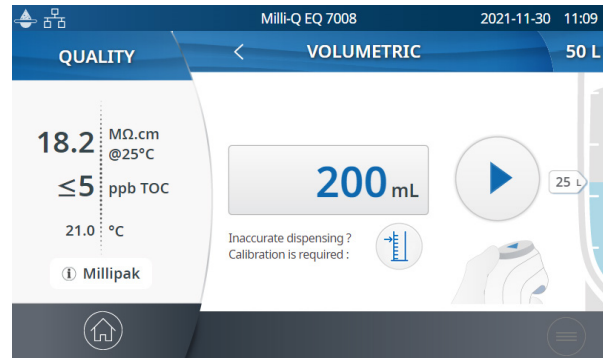 Milli-Q EQ 7008
2021-11-30 11:09
QUALITY
VOLUMETRIC
50 L
18.2 MΩ.cm
@25°C
≤5 ppb TOC
21.0 °C
Millipak
200 mL
Inaccurate dispensing ?
Calibration is required :
25 L